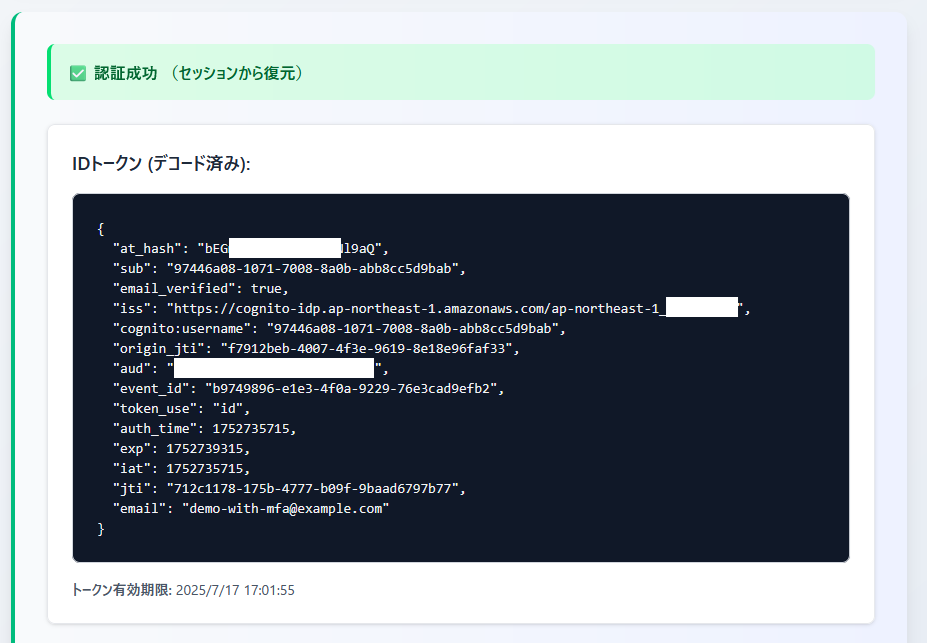 ✅ 認証成功 （セッションから復元）
IDトークン (デコード済み):
{
"at_hash": "bEG l9aQ",
"sub": "97446a08-1071-7008-8a0b-abb8cc5d9bab",
"email_verified": true,
"iss": "https://cognito-idp.ap-northeast-1.amazonaws.com/ap-northeast-1_ ",
"cognito:username": "97446a08-1071-7008-8a0b-abb8cc5d9bab",
"origin_jti": "f7912beb-4007-4f3e-9619-8e18e96faf33",
"aud": " ",
"event_id": "b9749896-e1e3-4f0a-9229-76e3cad9efb2",
"token_use": "id",
"auth_time": 1752735715,
"exp": 1752739315,
"iat": 1752735715,
"jti": "712c1178-175b-4777-b09f-9baad6797b77",
"email": "demo-with-mfa@example.com"
}
トークン有効期限: 2025/7/17 17:01:55